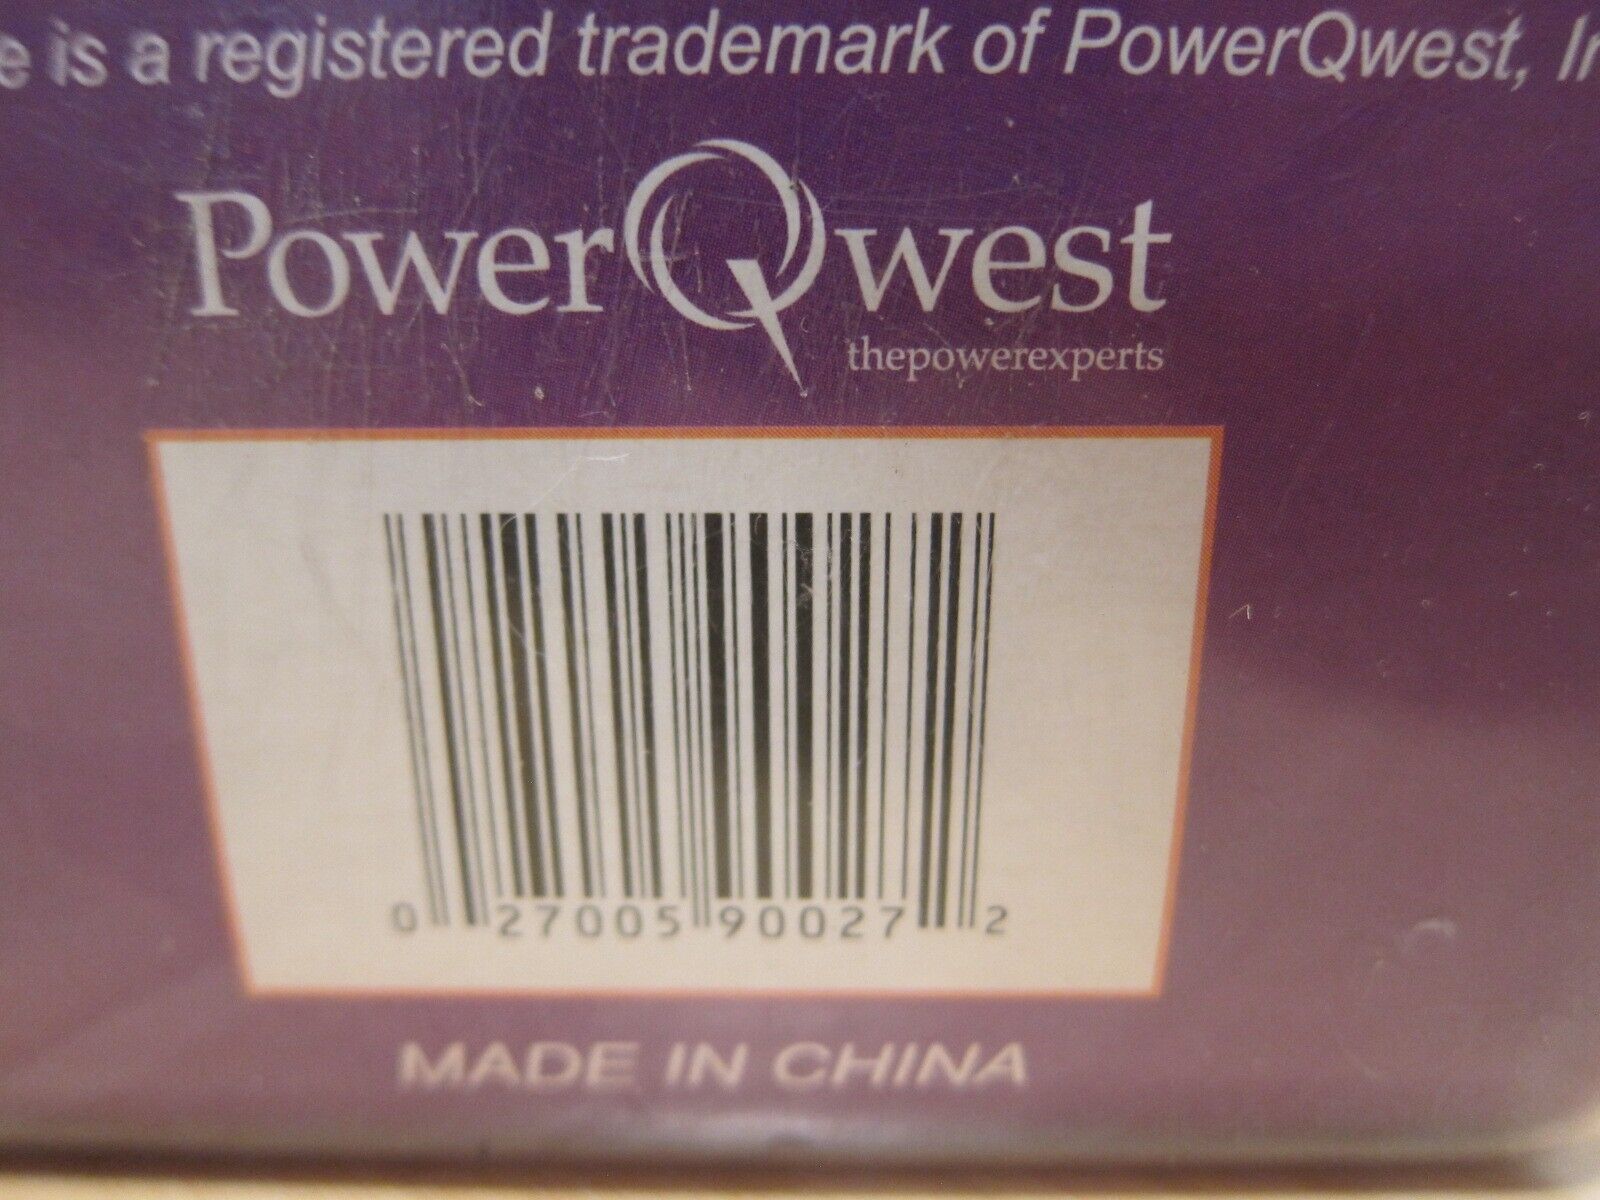 e is a registered trademark of PowerQwest, In
PowerQwest
thepowerexperts
0 27005 90027 2
MADE IN CHINA